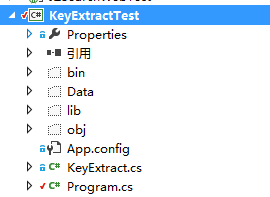 KeyExtractTest
Properties
引用
bin
Data
lib
obj
App.config
KeyExtract.cs
Program.cs